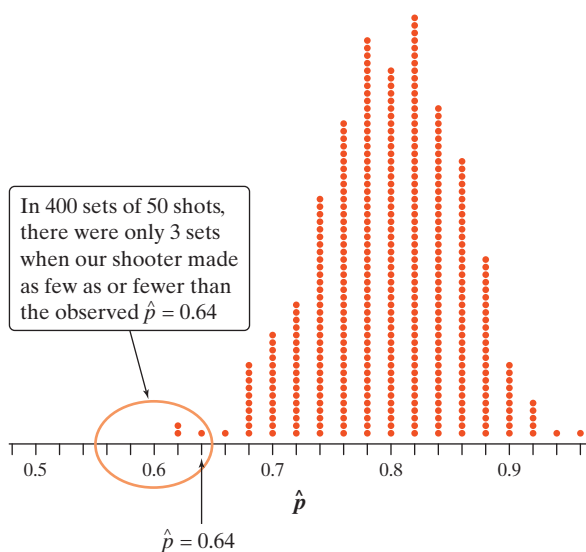 In 400 sets of 50 shots,
there were only 3 sets
when our shooter made
as few as or fewer than
the observed p̂ = 0.64
0.5 0.6 0.7 0.8 0.9
p̂
p̂ = 0.64